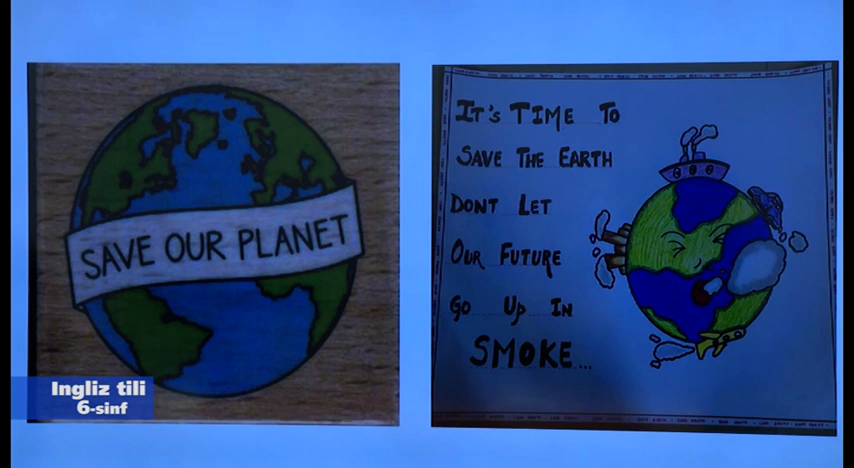 SAVE OUR PLANET
IT'S TIME TO
SAVE THE EARTH
DONT LET
OUR FUTURE
GO UP IN
SMOKE...
Ingliz tili
6-sinf